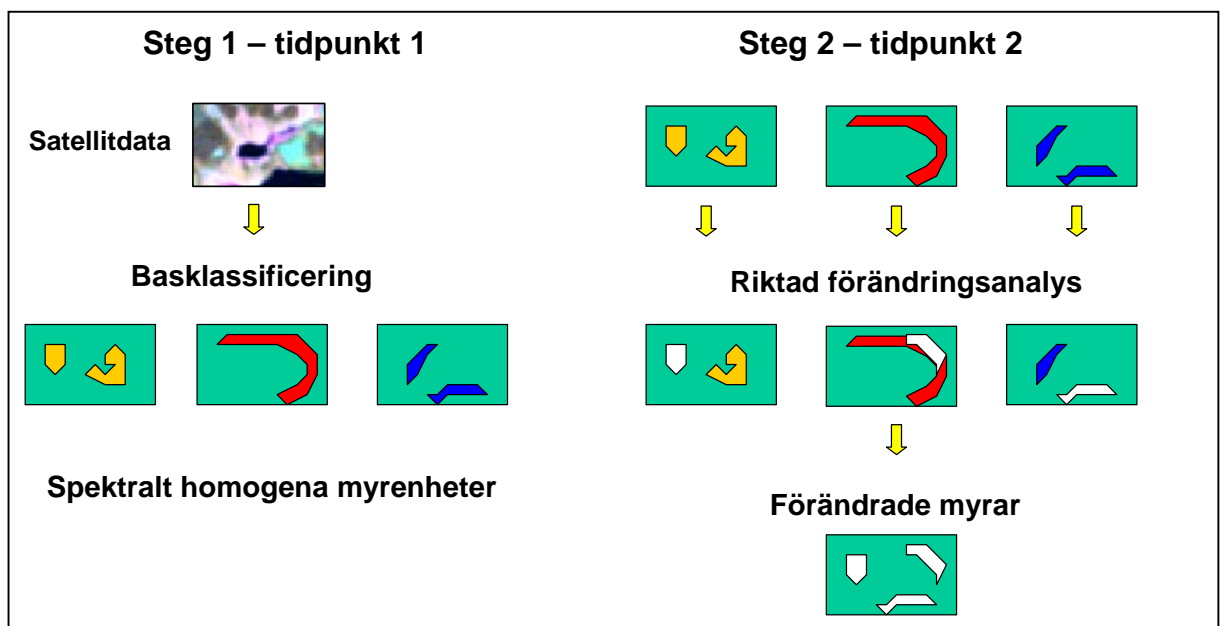 Steg 1 – tidpunkt 1
Satellitdata
Basklassificering
Spektralt homogena myrenheter
Steg 2 – tidpunkt 2
Riktad förändringsanalys
Förändrade myrar